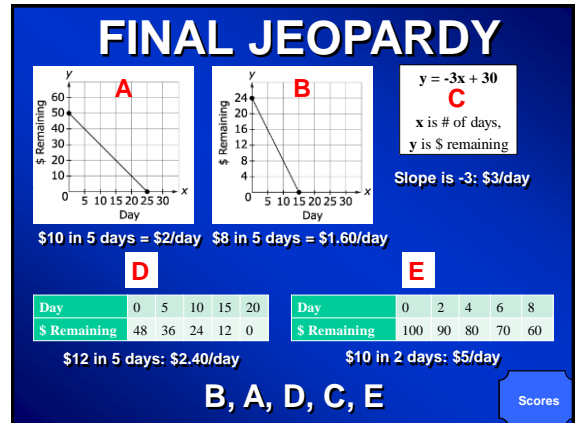 FINAL JEOPARDY
A
y
$ Remaining
60
50
40
30
20
10
0
5 10 15 20 25 30
x
Day
B
y
$ Remaining
24
20
16
12
8
4
0
5 10 15 20 25 30
x
Day
y = -3x + 30
C
x is # of days,
y is $ remaining
Slope is -3: $3/day
$10 in 5 days = $2/day
$8 in 5 days = $1.60/day
D
E
Day 0 5 10 15 20
$ Remaining 48 36 24 12 0
Day 0 2 4 6 8
$ Remaining 100 90 80 70 60
$12 in 5 days: $2.40/day
$10 in 2 days: $5/day
B, A, D, C, E
Scores